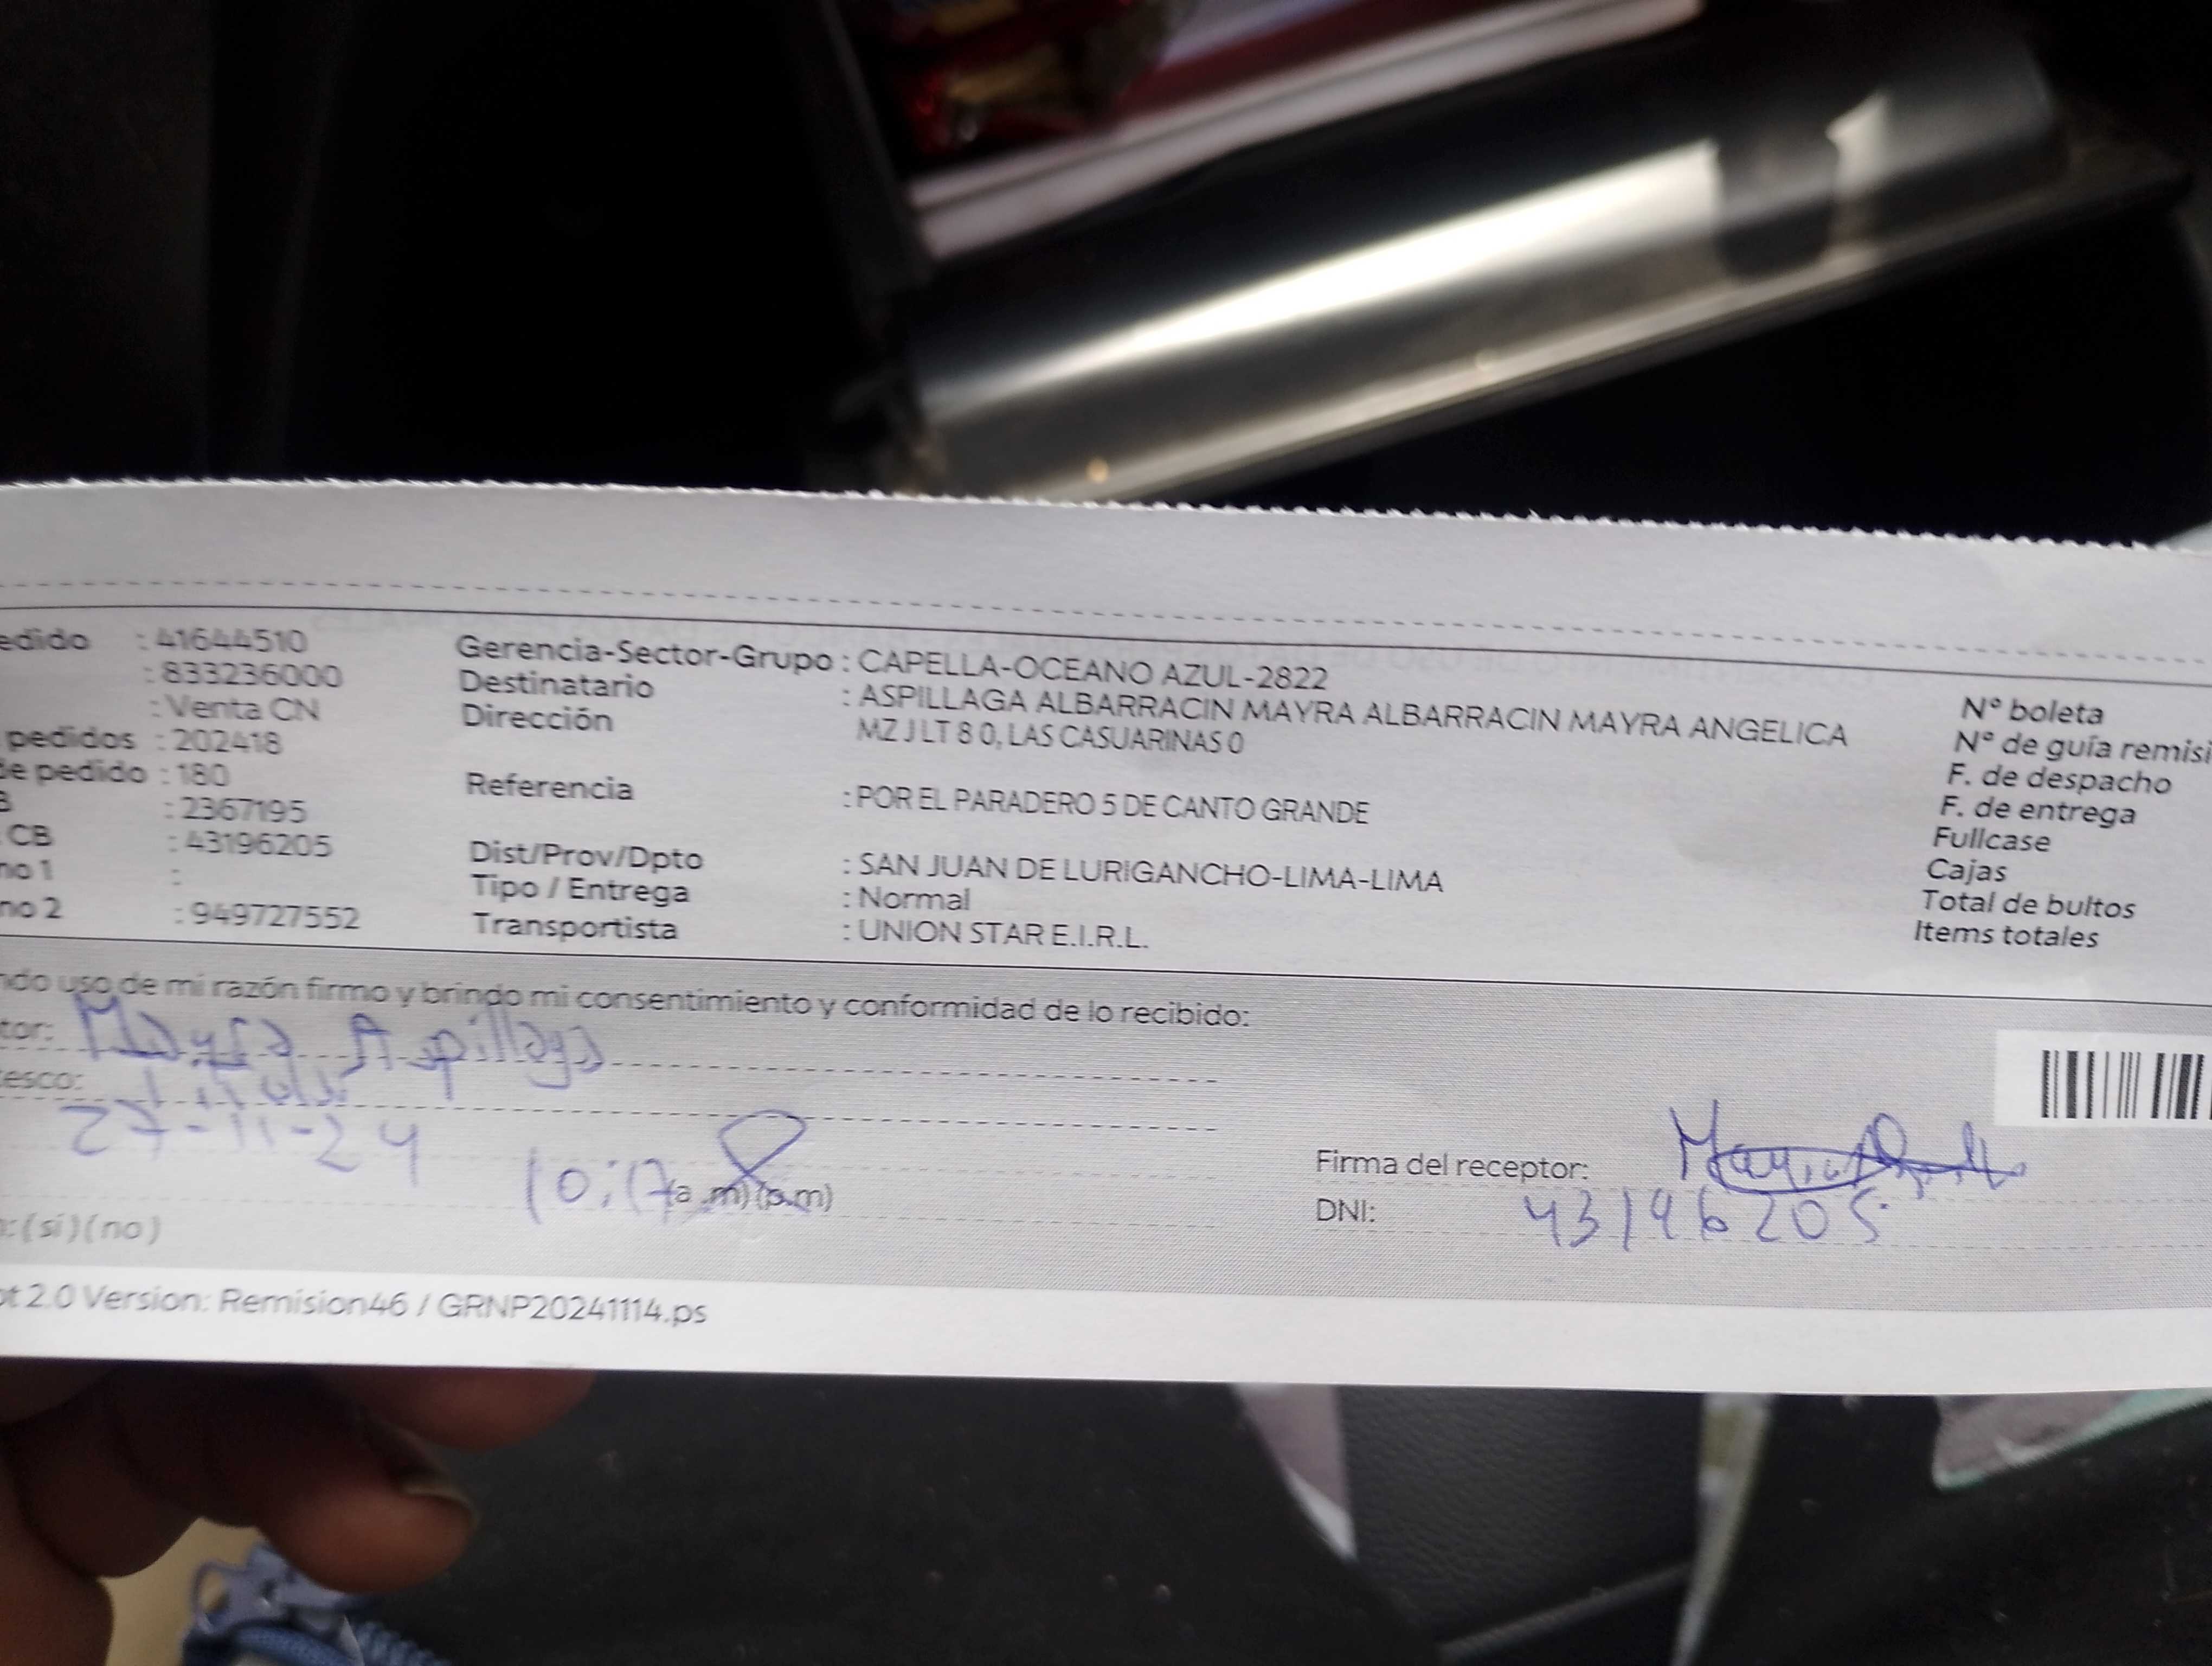 edido : 41644510
: 833236000
: Venta CN
pedidos : 202418
de pedido : 180
B : 2367195
CB : 43196205
no 1 :
no 2 : 949727552
Gerencia-Sector-Grupo : CAPELLA-OCEANO AZUL-2822
Destinatario : ASPILLAGA ALBARRACIN MAYRA ALBARRACIN MAYRA ANGELICA
Dirección MZ J LT 8 0, LAS CASUARINAS 0
Referencia : POR EL PARADERO 5 DE CANTO GRANDE
Dist/Prov/Dpto : SAN JUAN DE LURIGANCHO-LIMA-LIMA
Tipo / Entrega : Normal
Transportista : UNION STAR E.I.R.L.
N° boleta
N° de guía remisi
F. de despacho
F. de entrega
Fullcase
Cajas
Total de bultos
Items totales
ndo uso de mi razón firmo y brindo mi consentimiento y conformidad de lo recibido:
tor: Mayra Aspillaga
esco:
27-11-24 10:17 (a.m) (p.m)
Firma del receptor:
DNI: 43196205
: (si) (no)
pt 2.0 Version: Remision46 / GRNP20241114.ps